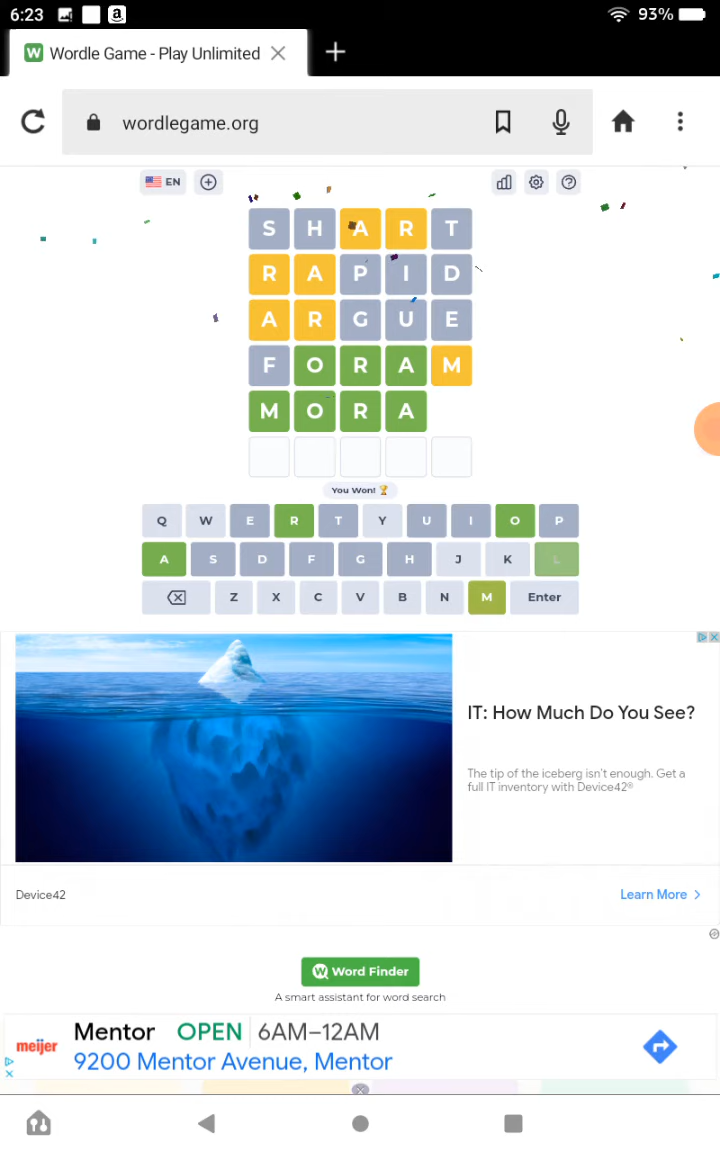 6:23 a 93%
W Wordle Game - Play Unlimited
wordlegame.org
EN
S H A R T
R A P I D
A R G U E
F O R A M
M O R A
You Won!
Q W E R T Y U I O P
A S D F G H J K L
Z X C V B N M Enter
IT: How Much Do You See?
The tip of the iceberg isn't enough. Get a
full IT inventory with Device42®
Device42 Learn More
W Word Finder
A smart assistant for word search
meijer Mentor OPEN 6AM–12AM
9200 Mentor Avenue, Mentor